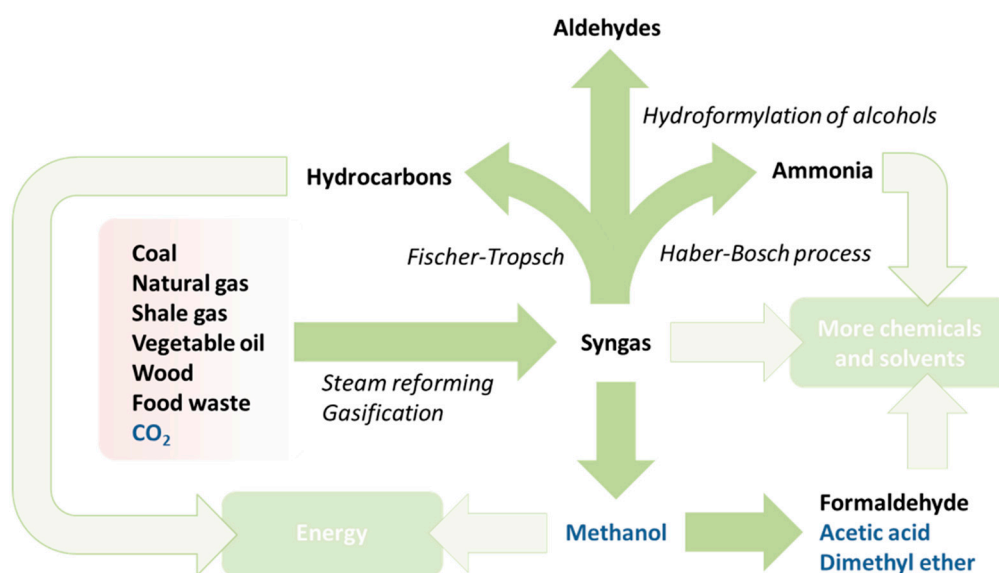 Aldehydes
Hydroformylation of alcohols
Hydrocarbons
Ammonia
Fischer-Tropsch
Haber-Bosch process
Coal
Natural gas
Shale gas
Vegetable oil
Wood
Food waste
CO₂
Steam reforming
Gasification
Syngas
More chemicals
and solvents
Energy
Methanol
Formaldehyde
Acetic acid
Dimethyl ether